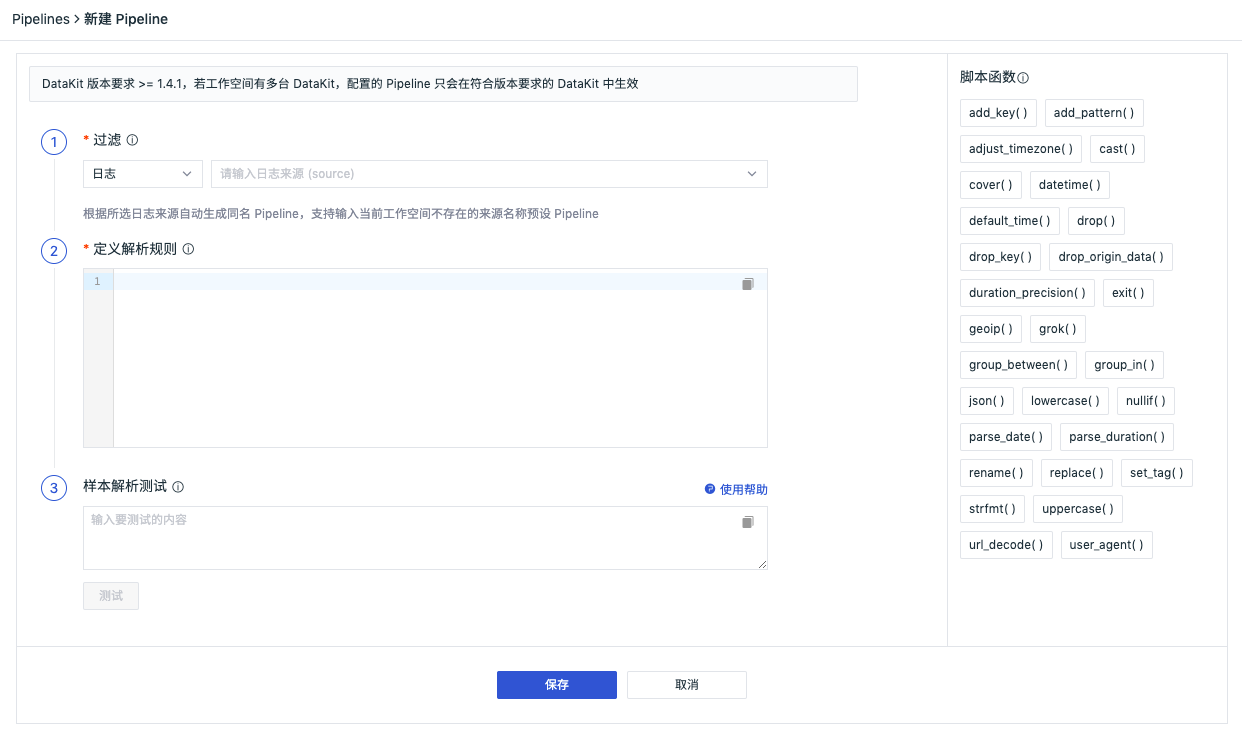 Pipelines > 新建 Pipeline
DataKit 版本要求 >= 1.4.1，若工作空间有多台 DataKit，配置的 Pipeline 只会在符合版本要求的 DataKit 中生效
1
* 过滤
日志
请输入日志来源 (source)
根据所选日志来源自动生成同名 Pipeline，支持输入当前工作空间不存在的来源名称预设 Pipeline
2
* 定义解析规则
1
3
样本解析测试
使用帮助
输入要测试的内容
测试
脚本函数
add_key( ) add_pattern( )
adjust_timezone( ) cast( )
cover( ) datetime( )
default_time( ) drop( )
drop_key( ) drop_origin_data( )
duration_precision( ) exit( )
geoip( ) grok( )
group_between( ) group_in( )
json( ) lowercase( ) nullif( )
parse_date( ) parse_duration( )
rename( ) replace( ) set_tag( )
strfmt( ) uppercase( )
url_decode( ) user_agent( )
保存 取消